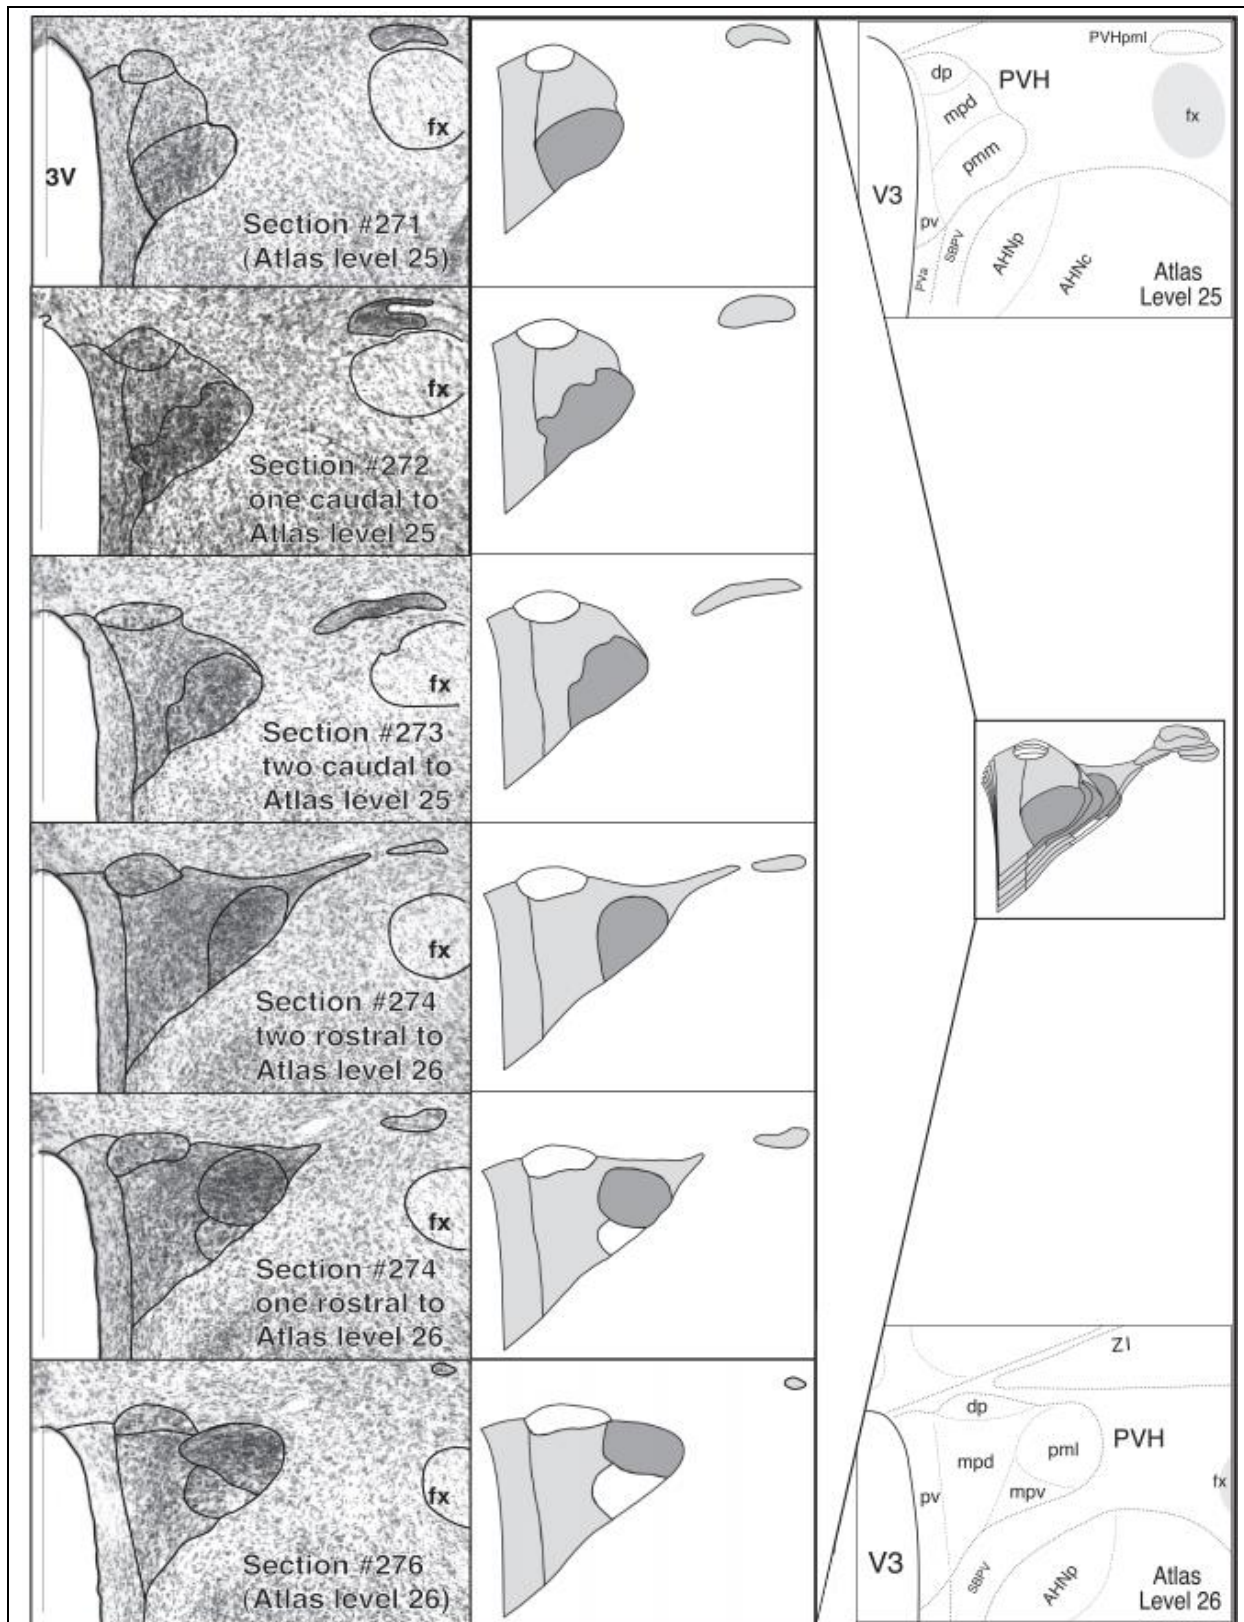 fx
3V
Section #271
(Atlas level 25)
fx
Section #272
one caudal to
Atlas level 25
fx
Section #273
two caudal to
Atlas level 25
fx
Section #274
two rostral to
Atlas level 26
fx
Section #274
one rostral to
Atlas level 26
fx
Section #276
(Atlas level 26)
PVHpml
dp
PVH
mpd
fx
pmm
V3
pv
SBPV
PVa
AHNp
AHNc
Atlas
Level 25
ZI
dp
PVH
pml
mpd
fx
pv
mpv
V3
SBPV
AHNp
Atlas
Level 26